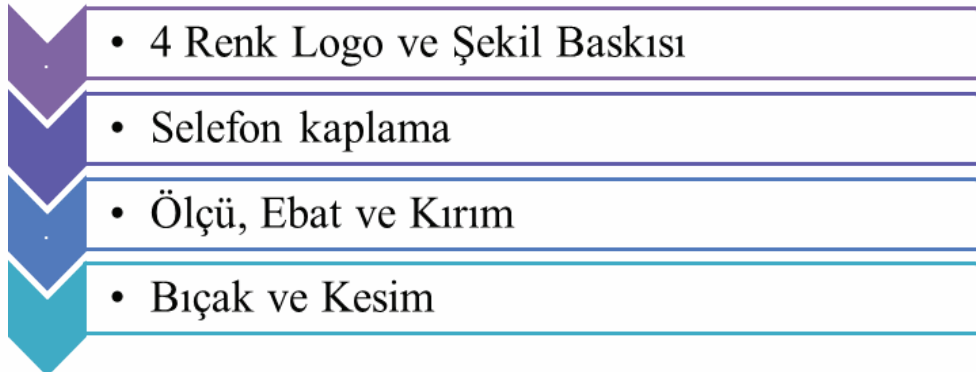 • 4 Renk Logo ve Şekil Baskısı
• Selefon kaplama
• Ölçü, Ebat ve Kırım
• Bıçak ve Kesim